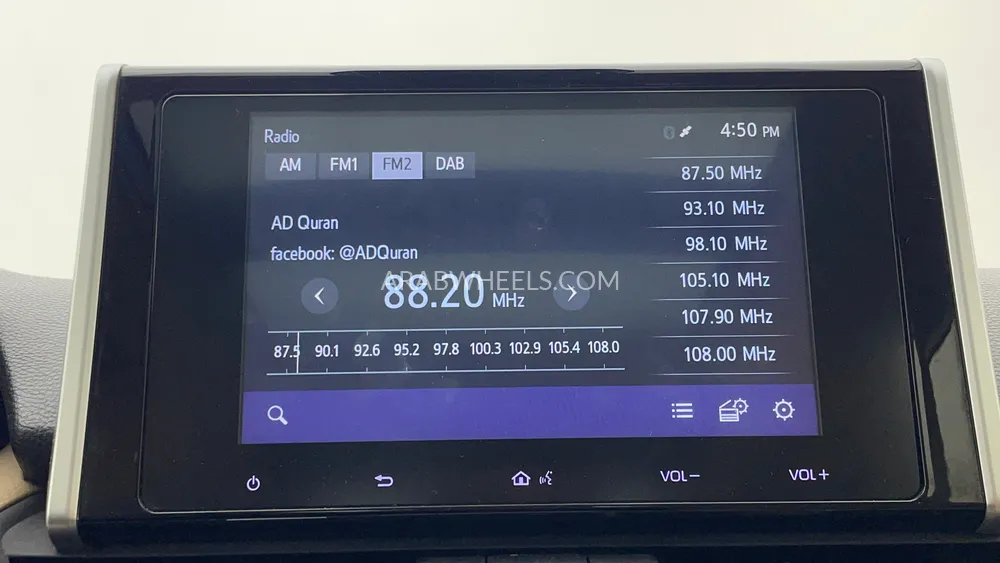 Radio
4:50 PM
AM FM1 FM2 DAB
AD Quran
facebook: @ADQuran
88.20 MHz
ARABWHEELS.COM
87.5 90.1 92.6 95.2 97.8 100.3 102.9 105.4 108.0
87.50 MHz
93.10 MHz
98.10 MHz
105.10 MHz
107.90 MHz
108.00 MHz
VOL− VOL+